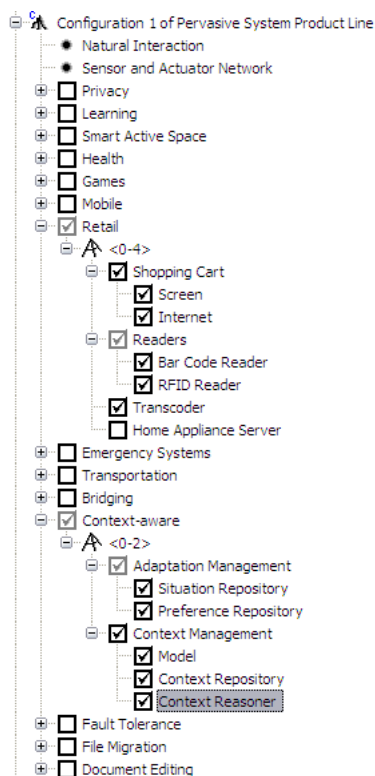 C Configuration 1 of Pervasive System Product Line
Natural Interaction
Sensor and Actuator Network
Privacy
Learning
Smart Active Space
Health
Games
Mobile
Retail
<0-4>
Shopping Cart
Screen
Internet
Readers
Bar Code Reader
RFID Reader
Transcoder
Home Appliance Server
Emergency Systems
Transportation
Bridging
Context-aware
<0-2>
Adaptation Management
Situation Repository
Preference Repository
Context Management
Model
Context Repository
Context Reasoner
Fault Tolerance
File Migration
Document Editing